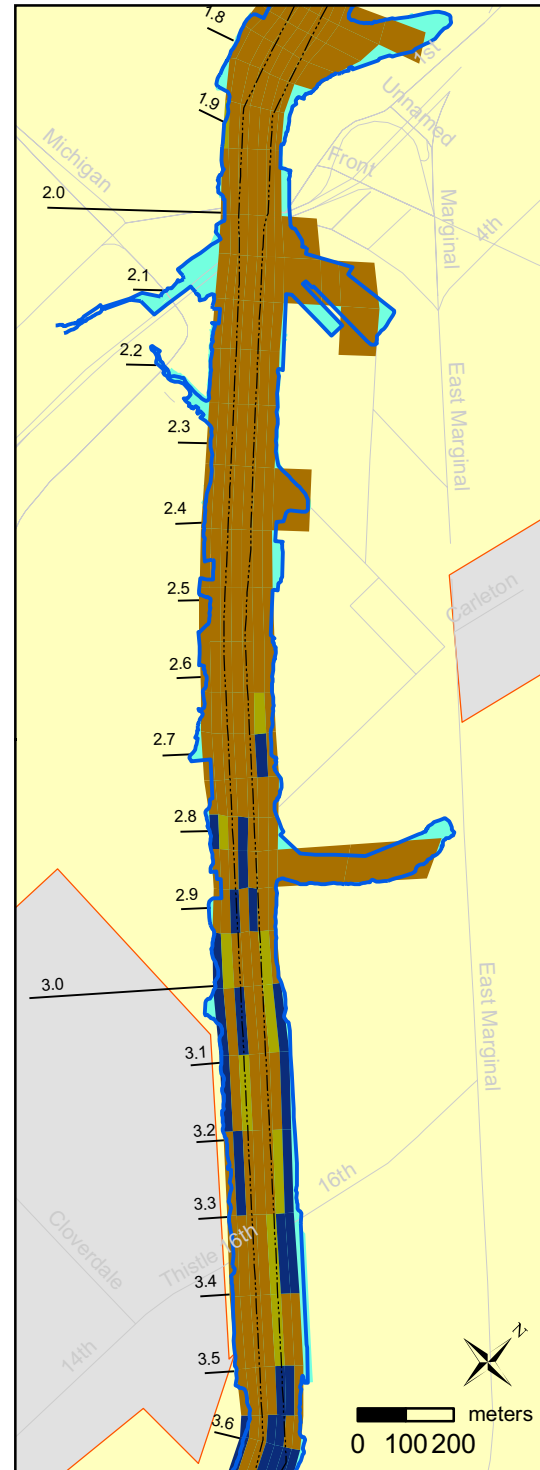 1.8
1st
1.9
Unnamed
Michigan
Front
2.0
Marginal
4th
2.1
2.2
East Marginal
2.3
2.4
2.5
Carleton
2.6
2.7
2.8
2.9
3.0
East Marginal
3.1
3.2
16th
3.3
Cloverdale
Thistle 16th
3.4
14th
3.5
N
3.6
meters
0 100 200